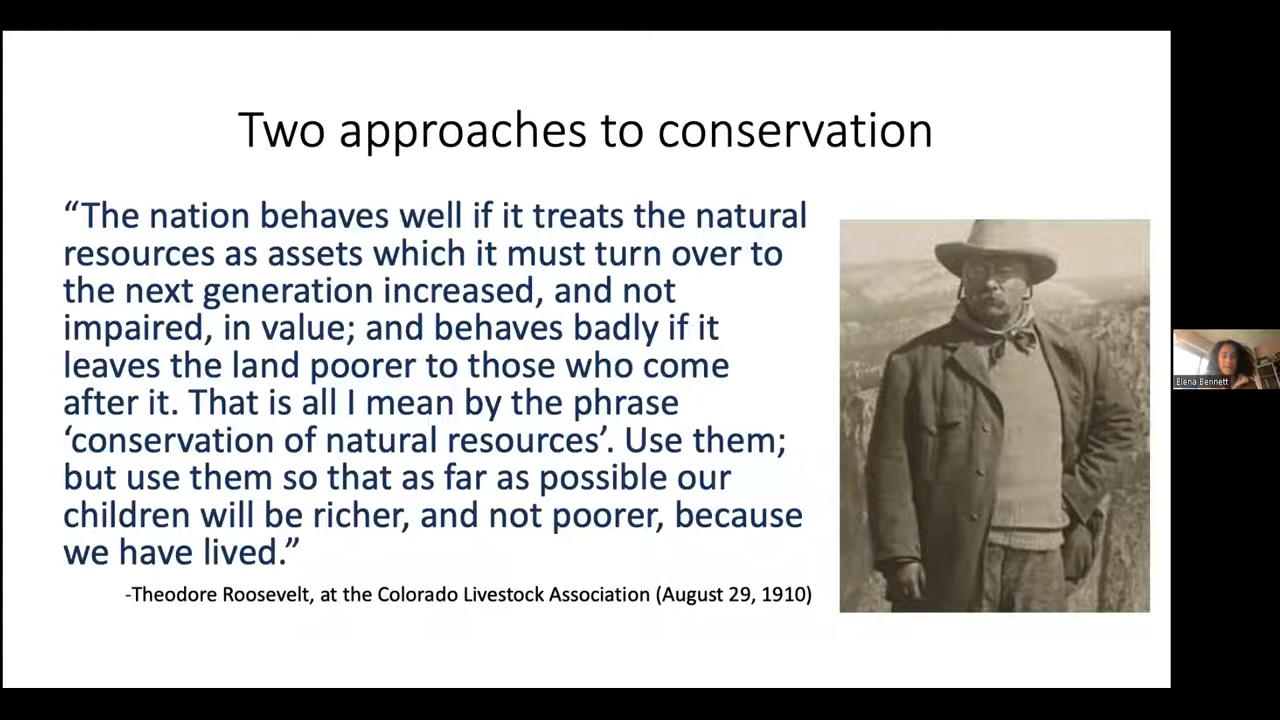 Two approaches to conservation
“The nation behaves well if it treats the natural
resources as assets which it must turn over to
the next generation increased, and not
impaired, in value; and behaves badly if it
leaves the land poorer to those who come
after it. That is all I mean by the phrase
‘conservation of natural resources’. Use them;
but use them so that as far as possible our
children will be richer, and not poorer, because
we have lived.”
-Theodore Roosevelt, at the Colorado Livestock Association (August 29, 1910)
Elena Bennett